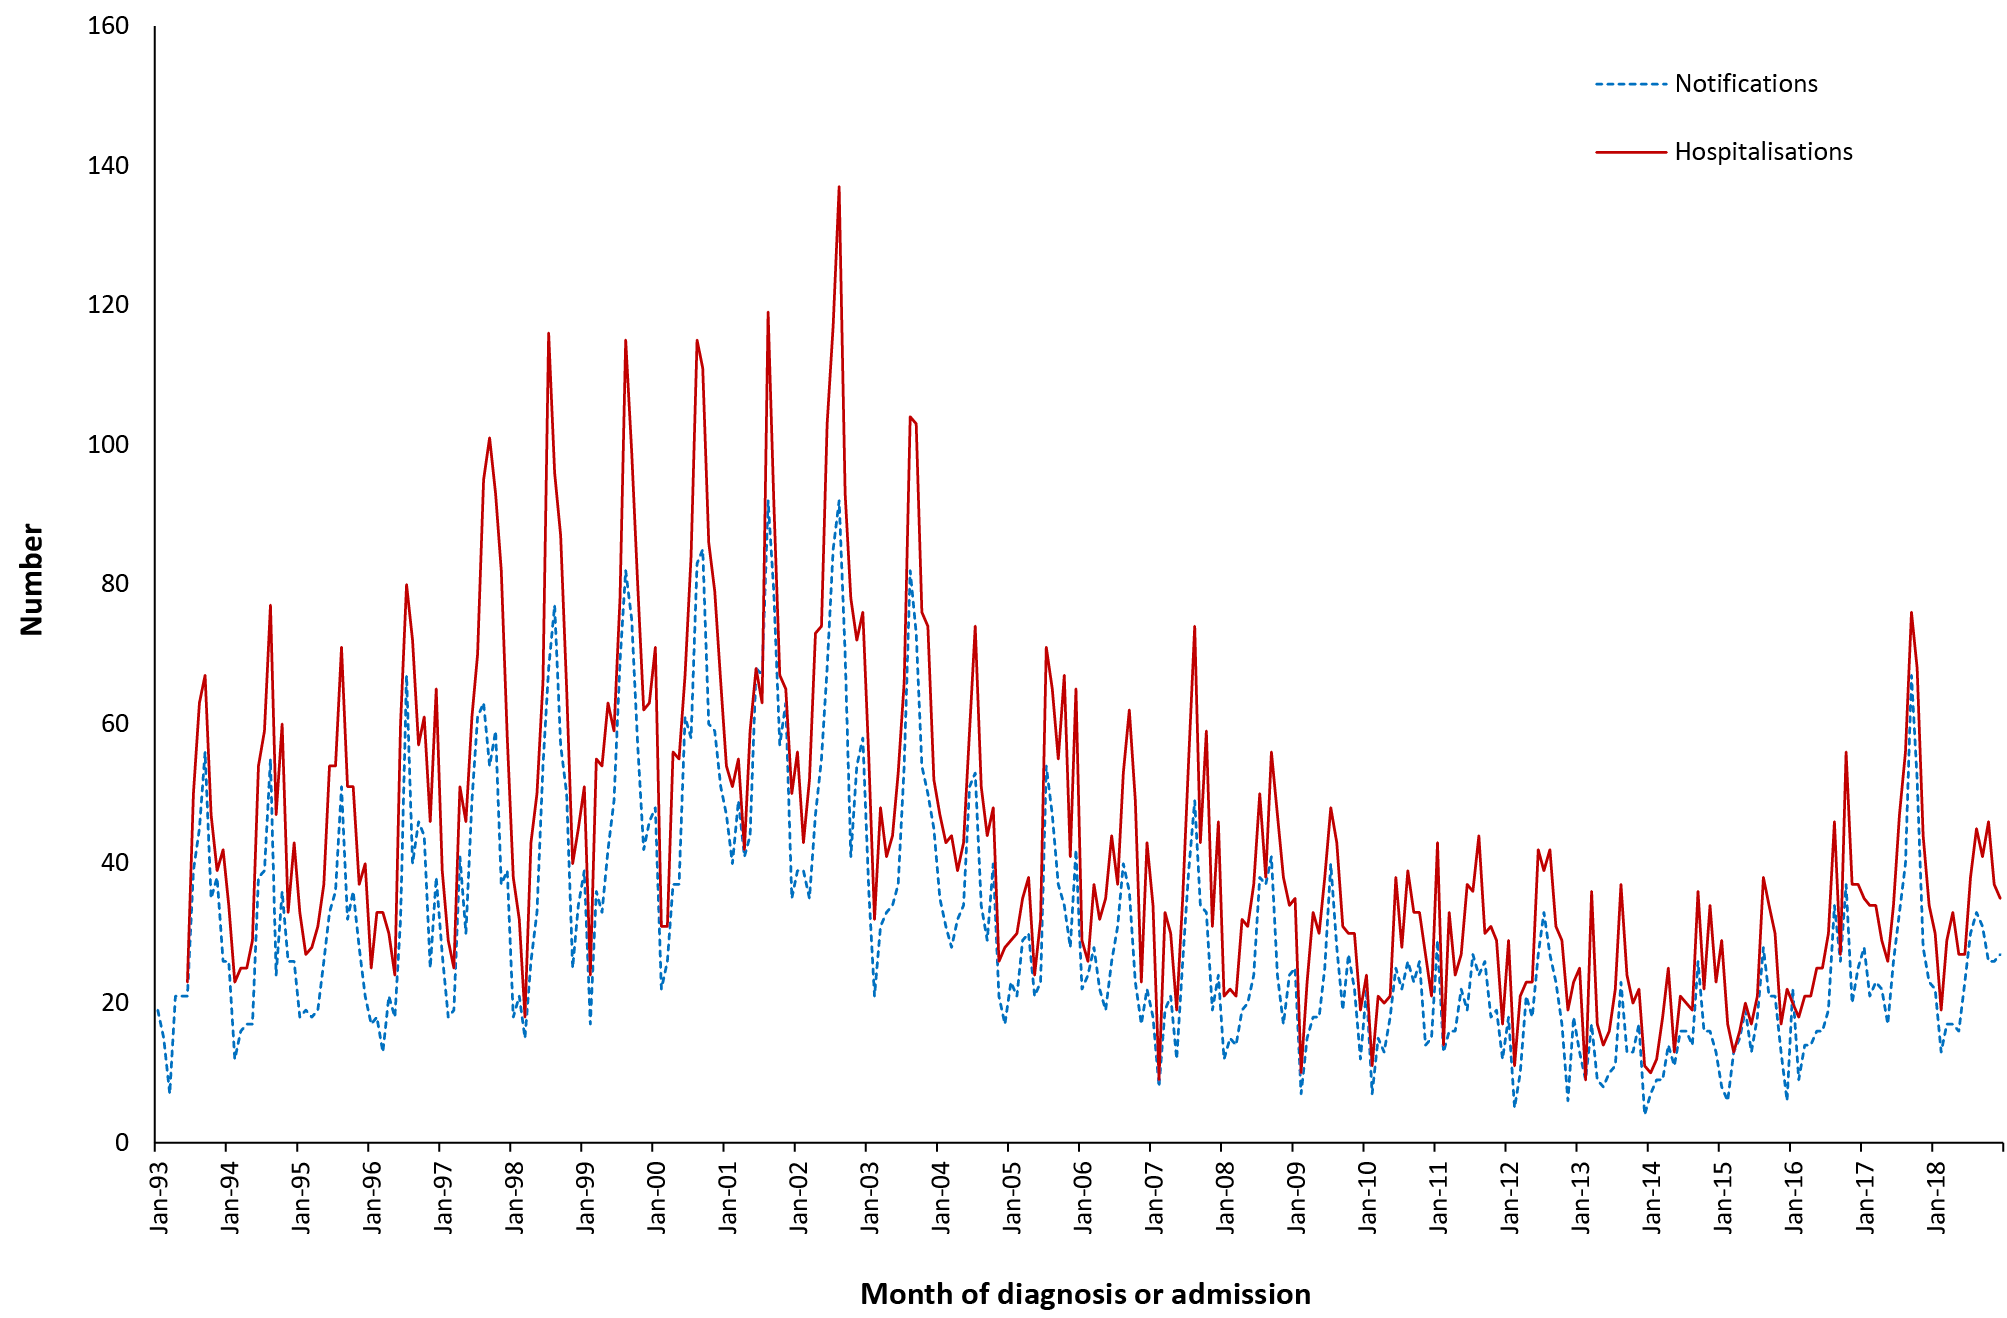 160
140
120
100
80
60
40
20
0
Number
Notifications
Hospitalisations
Jan-93
Jan-94
Jan-95
Jan-96
Jan-97
Jan-98
Jan-99
Jan-00
Jan-01
Jan-02
Jan-03
Jan-04
Jan-05
Jan-06
Jan-07
Jan-08
Jan-09
Jan-10
Jan-11
Jan-12
Jan-13
Jan-14
Jan-15
Jan-16
Jan-17
Jan-18
Month of diagnosis or admission